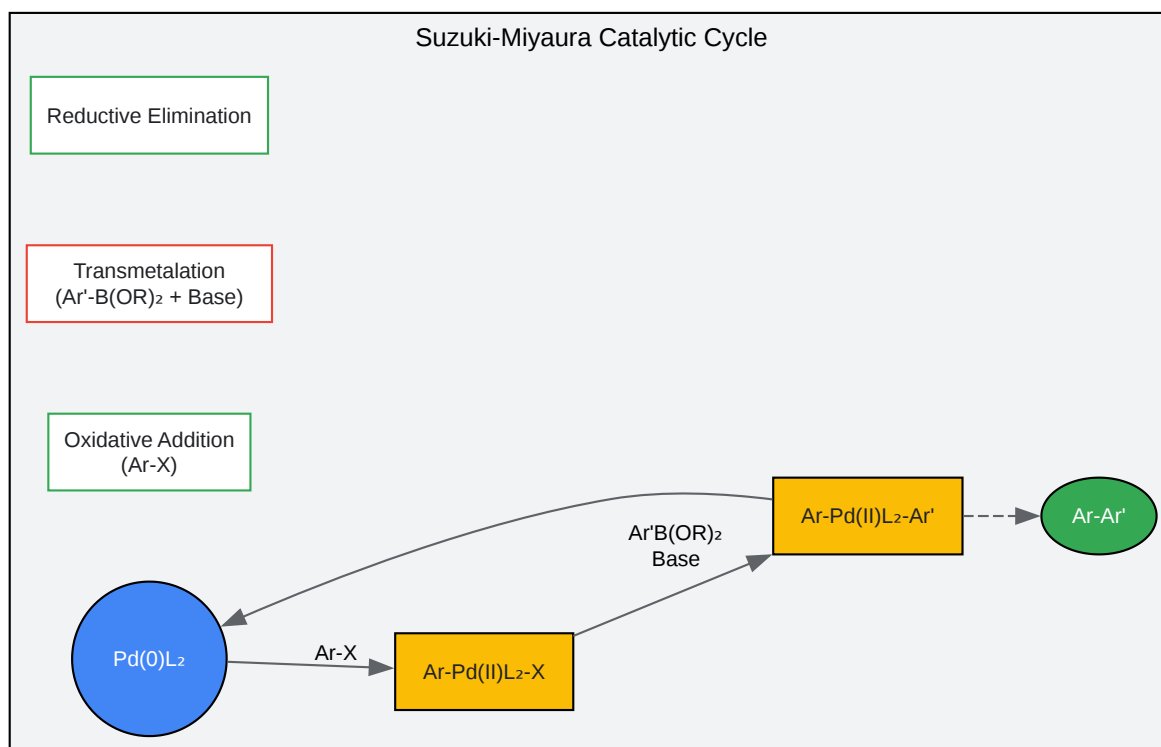 Suzuki-Miyaura Catalytic Cycle
Reductive Elimination
Transmetalation
(Ar'-B(OR)₂ + Base)
Oxidative Addition
(Ar-X)
Ar'B(OR)₂
Base
Ar-Pd(II)L₂-Ar'
Ar-Ar'
Pd(0)L₂
Ar-X
Ar-Pd(II)L₂-X